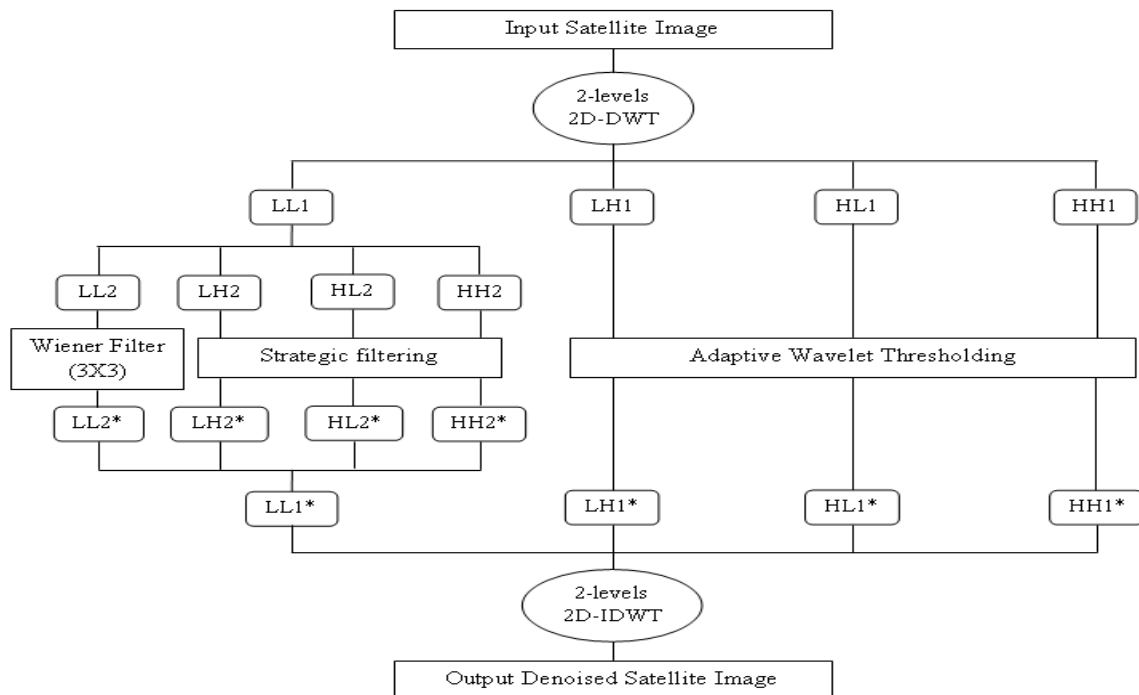 Input Satellite Image
2-levels
2D-DWT
LL1
LH1
HL1
HH1
LL2
LH2
HL2
HH2
Wiener Filter
(3X3)
Strategic filtering
Adaptive Wavelet Thresholding
LL2*
LH2*
HL2*
HH2*
LL1*
LH1*
HL1*
HH1*
2-levels
2D-IDWT
Output Denoised Satellite Image